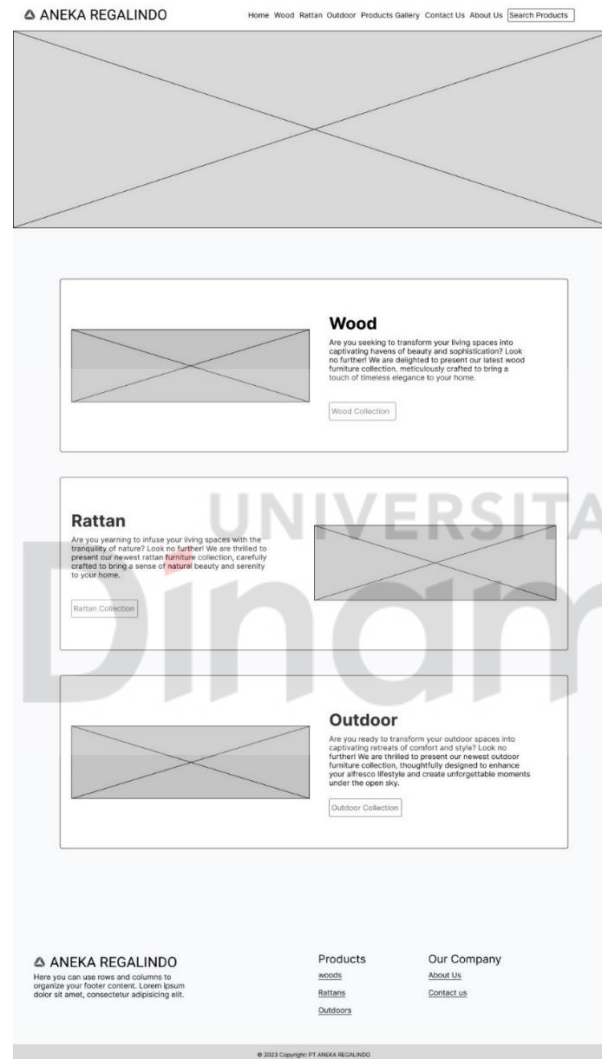 ANEKA REGALINDO
Home Wood Rattan Outdoor Products Gallery Contact Us About Us Search Products
Wood
Are you seeking to transform your living spaces into
captivating havens of beauty and sophistication? Look
no further! We are delighted to present our latest wood
furniture collection, meticulously crafted to bring a
touch of timeless elegance to your home.
Wood Collection
UNIVERSITA
Dinam
Rattan
Are you yearning to infuse your living spaces with the
tranquility of nature? Look no further! We are thrilled to
present our newest rattan furniture collection, carefully
crafted to bring a sense of natural beauty and serenity
to your home.
Rattan Collection
Outdoor
Are you ready to transform your outdoor spaces into
captivating retreats of comfort and style? Look no
further! We are thrilled to present our newest outdoor
furniture collection, thoughtfully designed to enhance
your alfresco lifestyle and create unforgettable moments
under the open sky.
Outdoor Collection
ANEKA REGALINDO
Here you can use rows and columns to
organize your footer content. Lorem ipsum
dolor sit amet, consectetur adipisicing elit.
Products
woods
Rattans
Outdoors
Our Company
About Us
Contact us
© 2023 Copyright: PT ANEKA REGALINDO